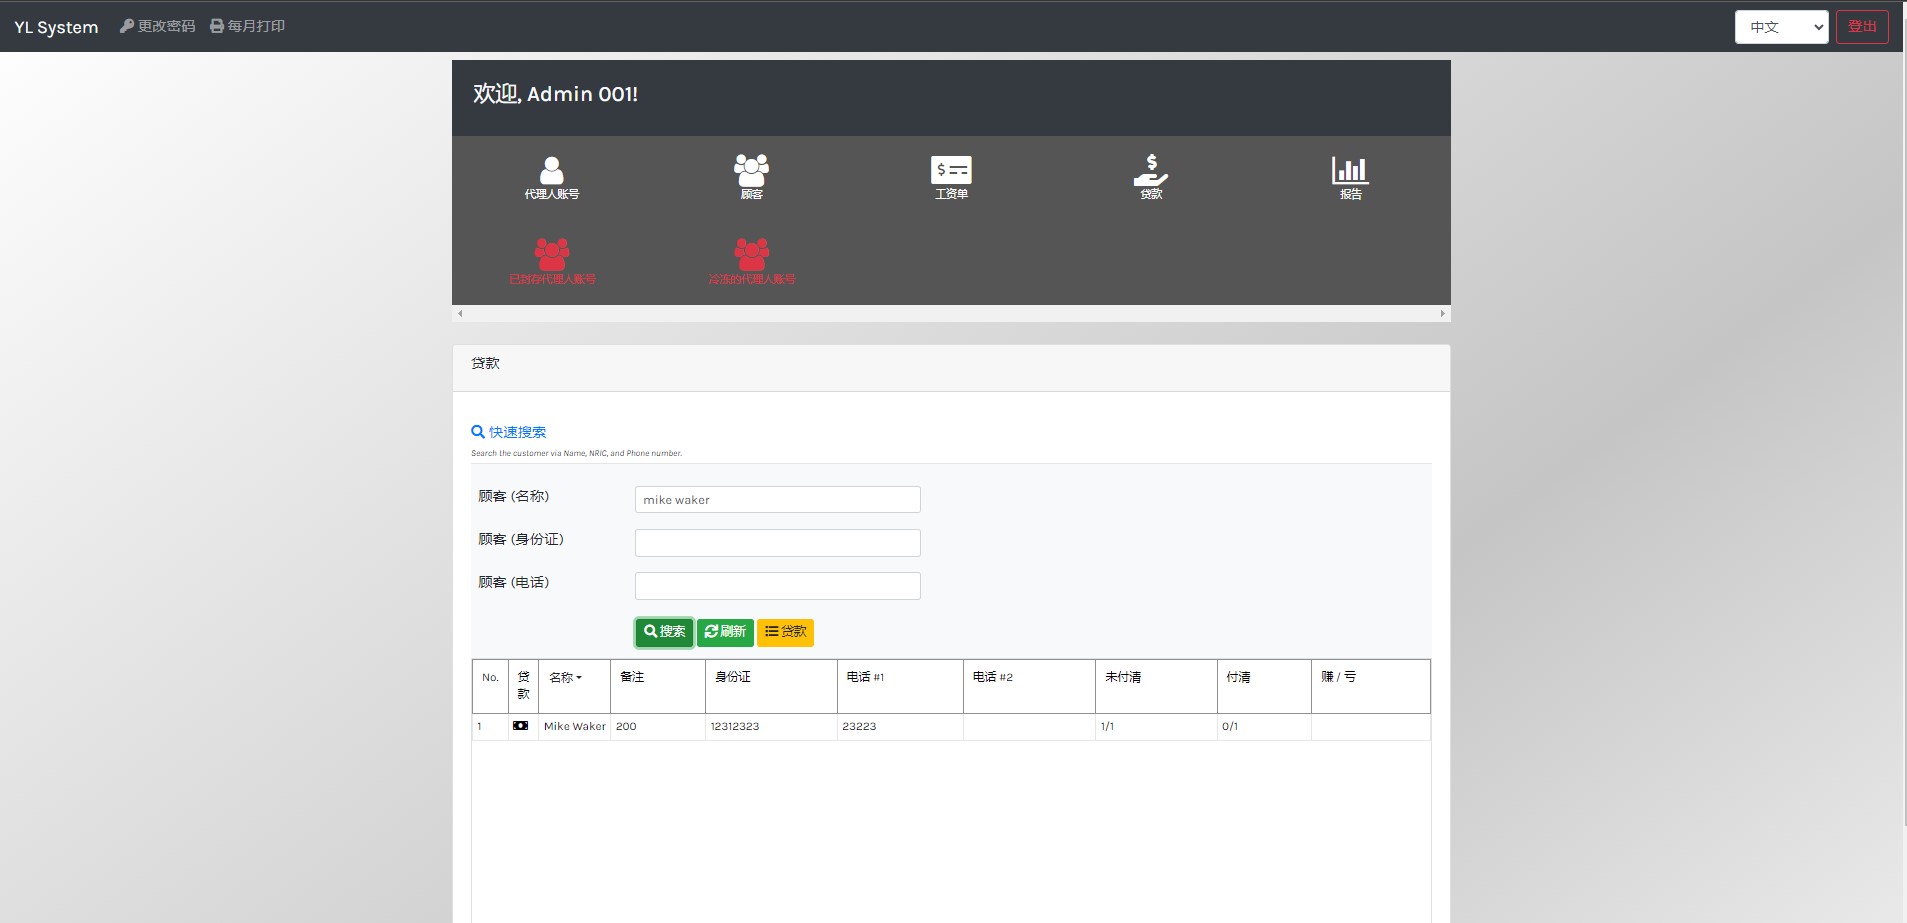 YL System 更改密码 每月打印 中文 登出
欢迎, Admin 001!
代理人账号 顾客 工资单 贷款 报告
已封存代理人账号 冷冻的代理人账号
贷款
快速搜索
Search the customer via Name, NRIC, and Phone number.
顾客 (名称) mike waker
顾客 (身份证)
顾客 (电话)
搜索 刷新 贷款
No. 贷款 名称 备注 身份证 电话 #1 电话 #2 未付清 付清 赚 / 亏
1 Mike Waker 200 12312323 23223 1/1 0/1